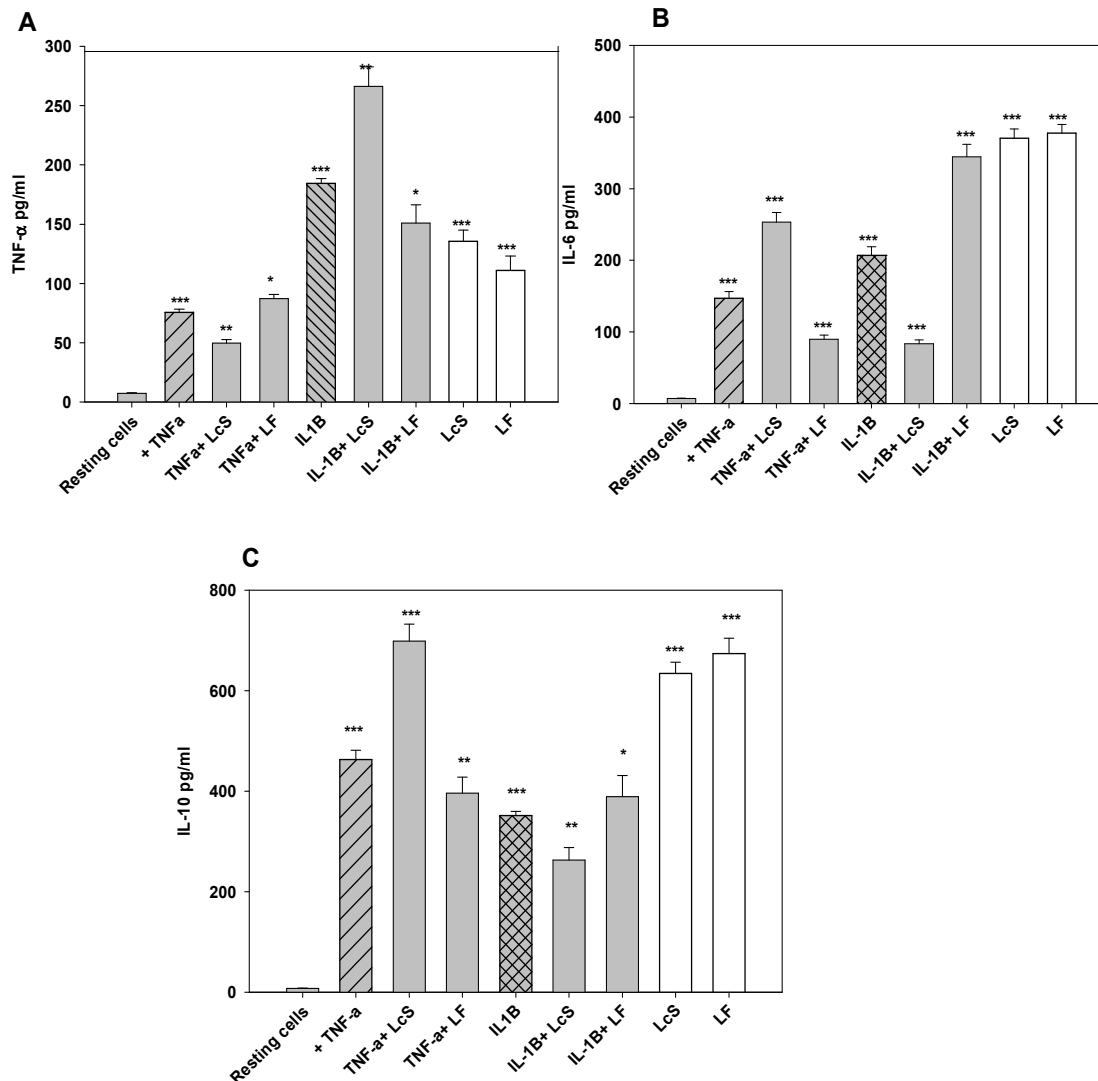 A
TNF-α pg/ml
300
250
200
150
100
50
0
***
**
*
***
**
*
***
***
Resting cells
+ TNFa
TNFa+ LcS
TNFa+ LF
IL1B
IL-1B+ LcS
IL-1B+ LF
LcS
LF
B
IL-6 pg/ml
500
400
300
200
100
0
***
***
***
***
***
***
***
***
Resting cells
+ TNF-a
TNF-a+ LcS
TNF-a+ LF
IL-1B
IL-1B+ LcS
IL-1B+ LF
LcS
LF
C
IL-10 pg/ml
800
600
400
200
0
***
***
**
***
**
*
***
***
Resting cells
+ TNF-a
TNF-a+ LcS
TNF-a+ LF
IL1B
IL-1B+ LcS
IL-1B+ LF
LcS
LF